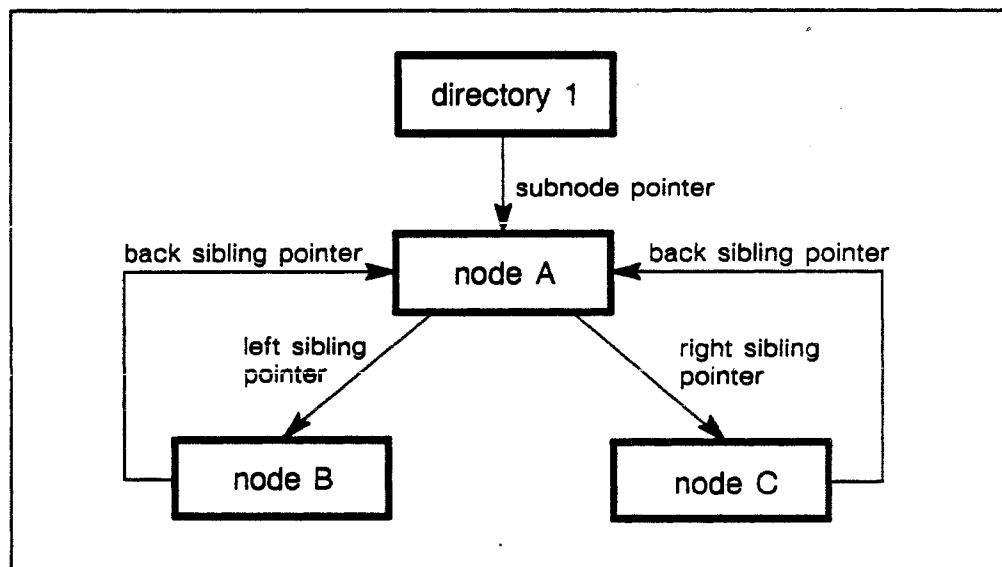 directory 1
subnode pointer
back sibling pointer
back sibling pointer
node A
left sibling
pointer
right sibling
pointer
node B
node C